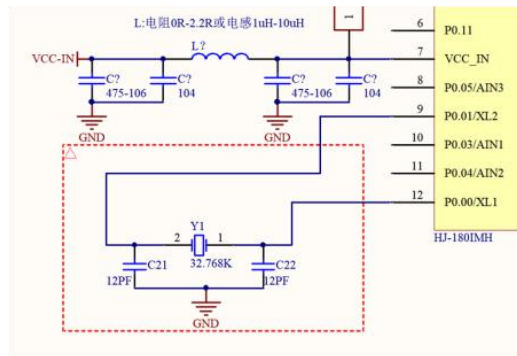 L:电阻0R-2.2R或电感1uH-10uH
1
6 P0.11
VCC-IN
L?
7 VCC_IN
C?
475-106
C?
104
C?
475-106
C?
104
8 P0.05/AIN3
GND
GND
9 P0.01/XL2
10 P0.03/AIN1
11 P0.04/AIN2
12 P0.00/XL1
HJ-180IMH
Y1
2 1
32.768K
C21
12PF
C22
12PF
GND